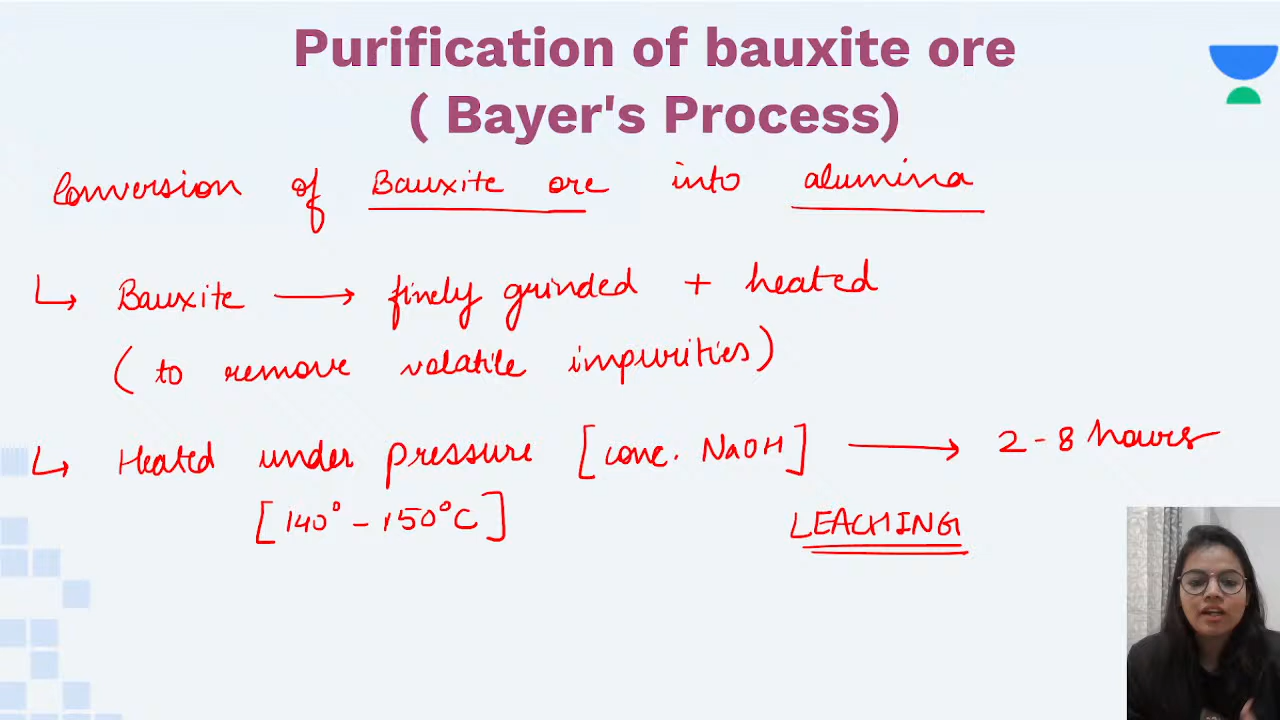 Purification of bauxite ore
( Bayer's Process)
Conversion of Bauxite ore into alumina
↳ Bauxite → finely grinded + heated
(to remove volatile impurities)
↳ Heated under pressure [conc. NaOH] → 2-8 hours
[140° - 150°C] LEACHING